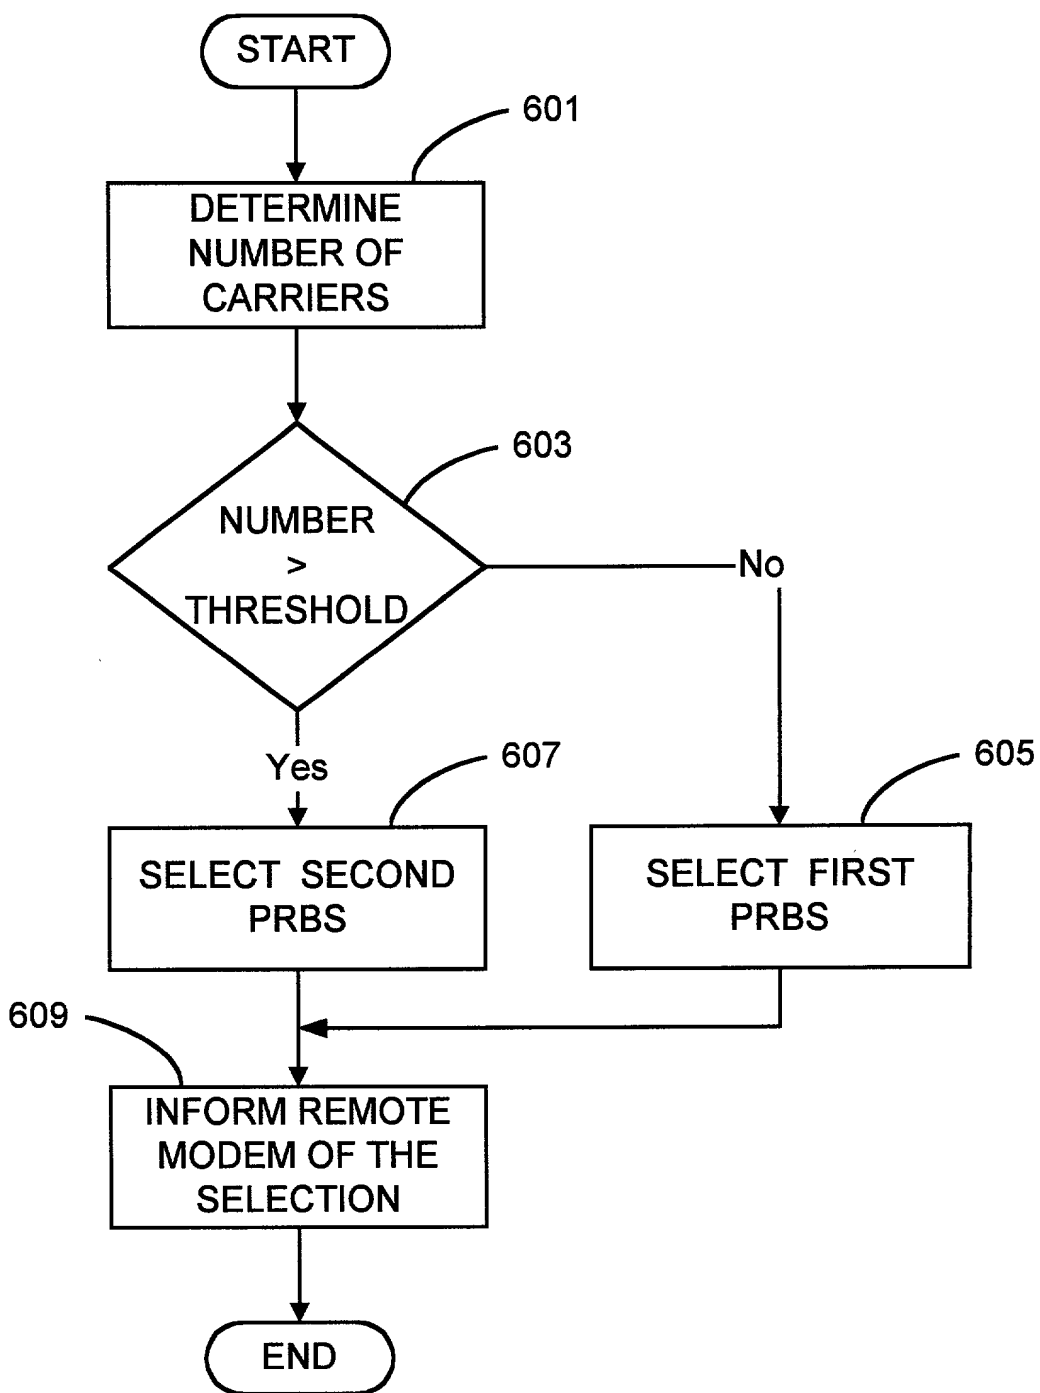 START
601
DETERMINE
NUMBER OF
CARRIERS
603
NUMBER
>
THRESHOLD
No
Yes
607
605
SELECT SECOND
PRBS
SELECT FIRST
PRBS
609
INFORM REMOTE
MODEM OF THE
SELECTION
END